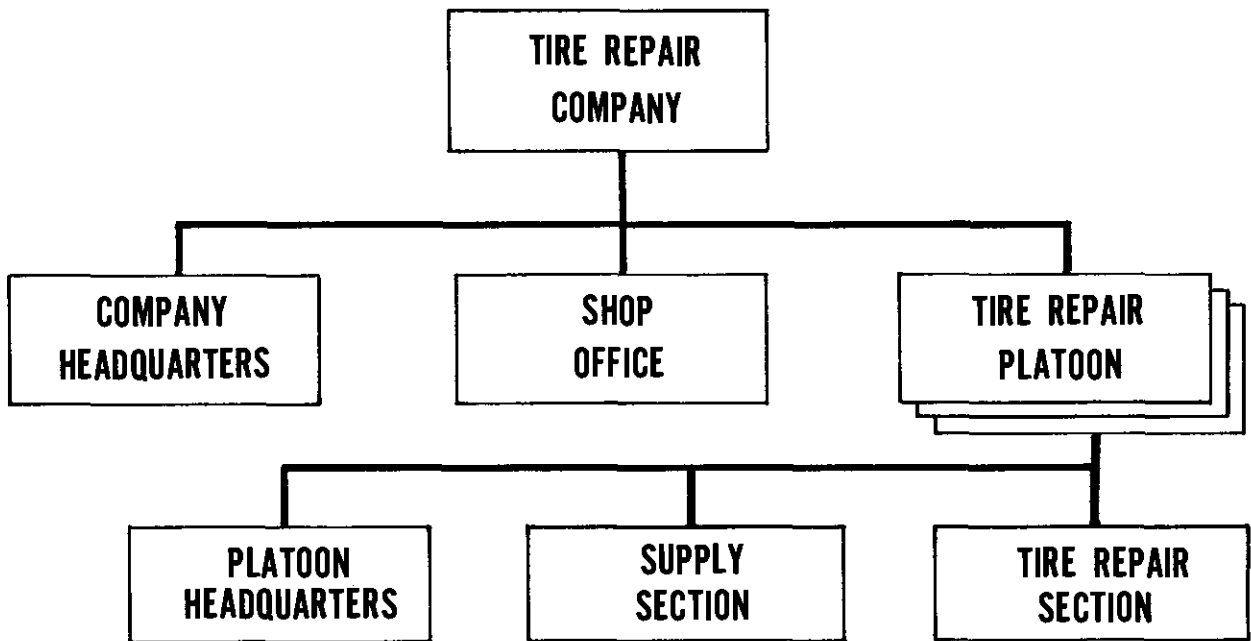 TIRE REPAIR
COMPANY
COMPANY
HEADQUARTERS
SHOP
OFFICE
TIRE REPAIR
PLATOON
PLATOON
HEADQUARTERS
SUPPLY
SECTION
TIRE REPAIR
SECTION